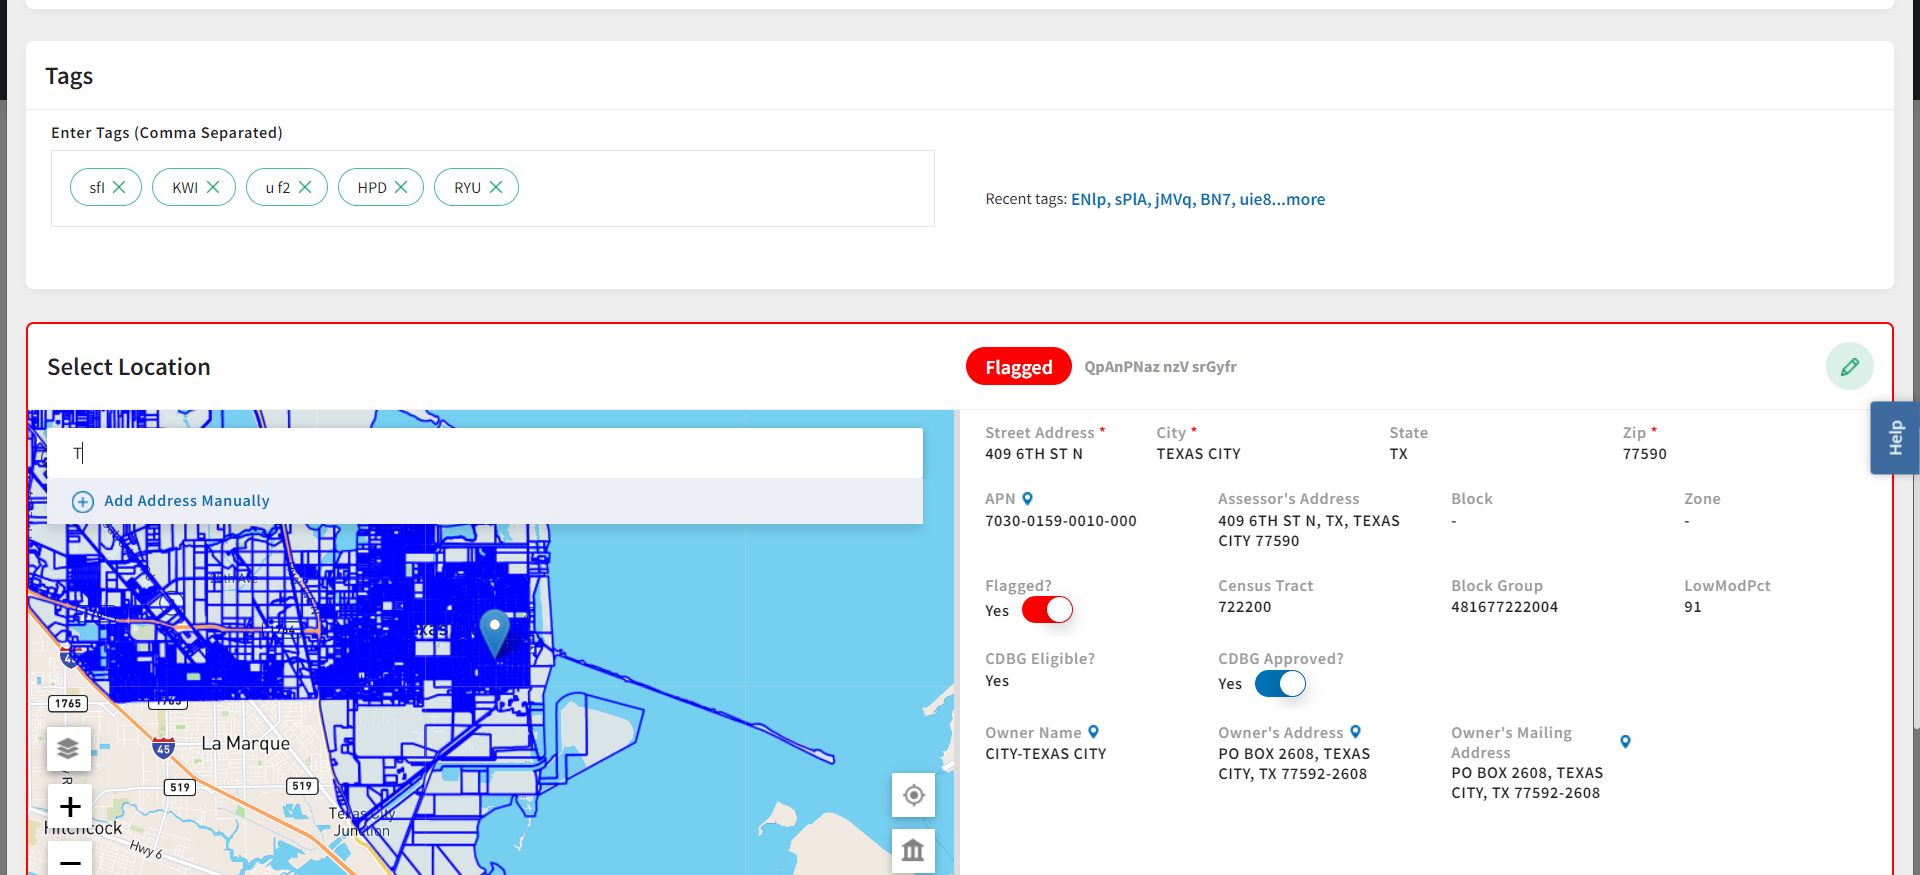 Tags
Enter Tags (Comma Separated)
sfI
KWI
u f2
HPD
RYU
Recent tags: ENlp, sPlA, jMVq, BN7, uie8...more
Select Location
Flagged
QpAnPNaz nzV srGyfr
T
Add Address Manually
Street Address *
409 6TH ST N
City *
TEXAS CITY
State
TX
Zip *
77590
APN
7030-0159-0010-000
Assessor's Address
409 6TH ST N, TX, TEXAS
CITY 77590
Block
-
Zone
-
Flagged?
Yes
Census Tract
722200
Block Group
481677222004
LowModPct
91
CDBG Eligible?
Yes
CDBG Approved?
Yes
Owner Name
CITY-TEXAS CITY
Owner's Address
PO BOX 2608, TEXAS
CITY, TX 77592-2608
Owner's Mailing
Address
PO BOX 2608, TEXAS
CITY, TX 77592-2608
Help
1765
45
La Marque
519
519
Texas City
Junction
Hitchcock
Hwy 6